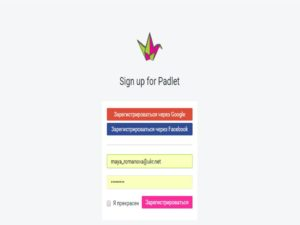 Sign up for Padlet
Зарегистрироваться через Google
Зарегистрироваться через Facebook
maya_romanova@ukr.net
Я прекрасен
Зарегистрироваться